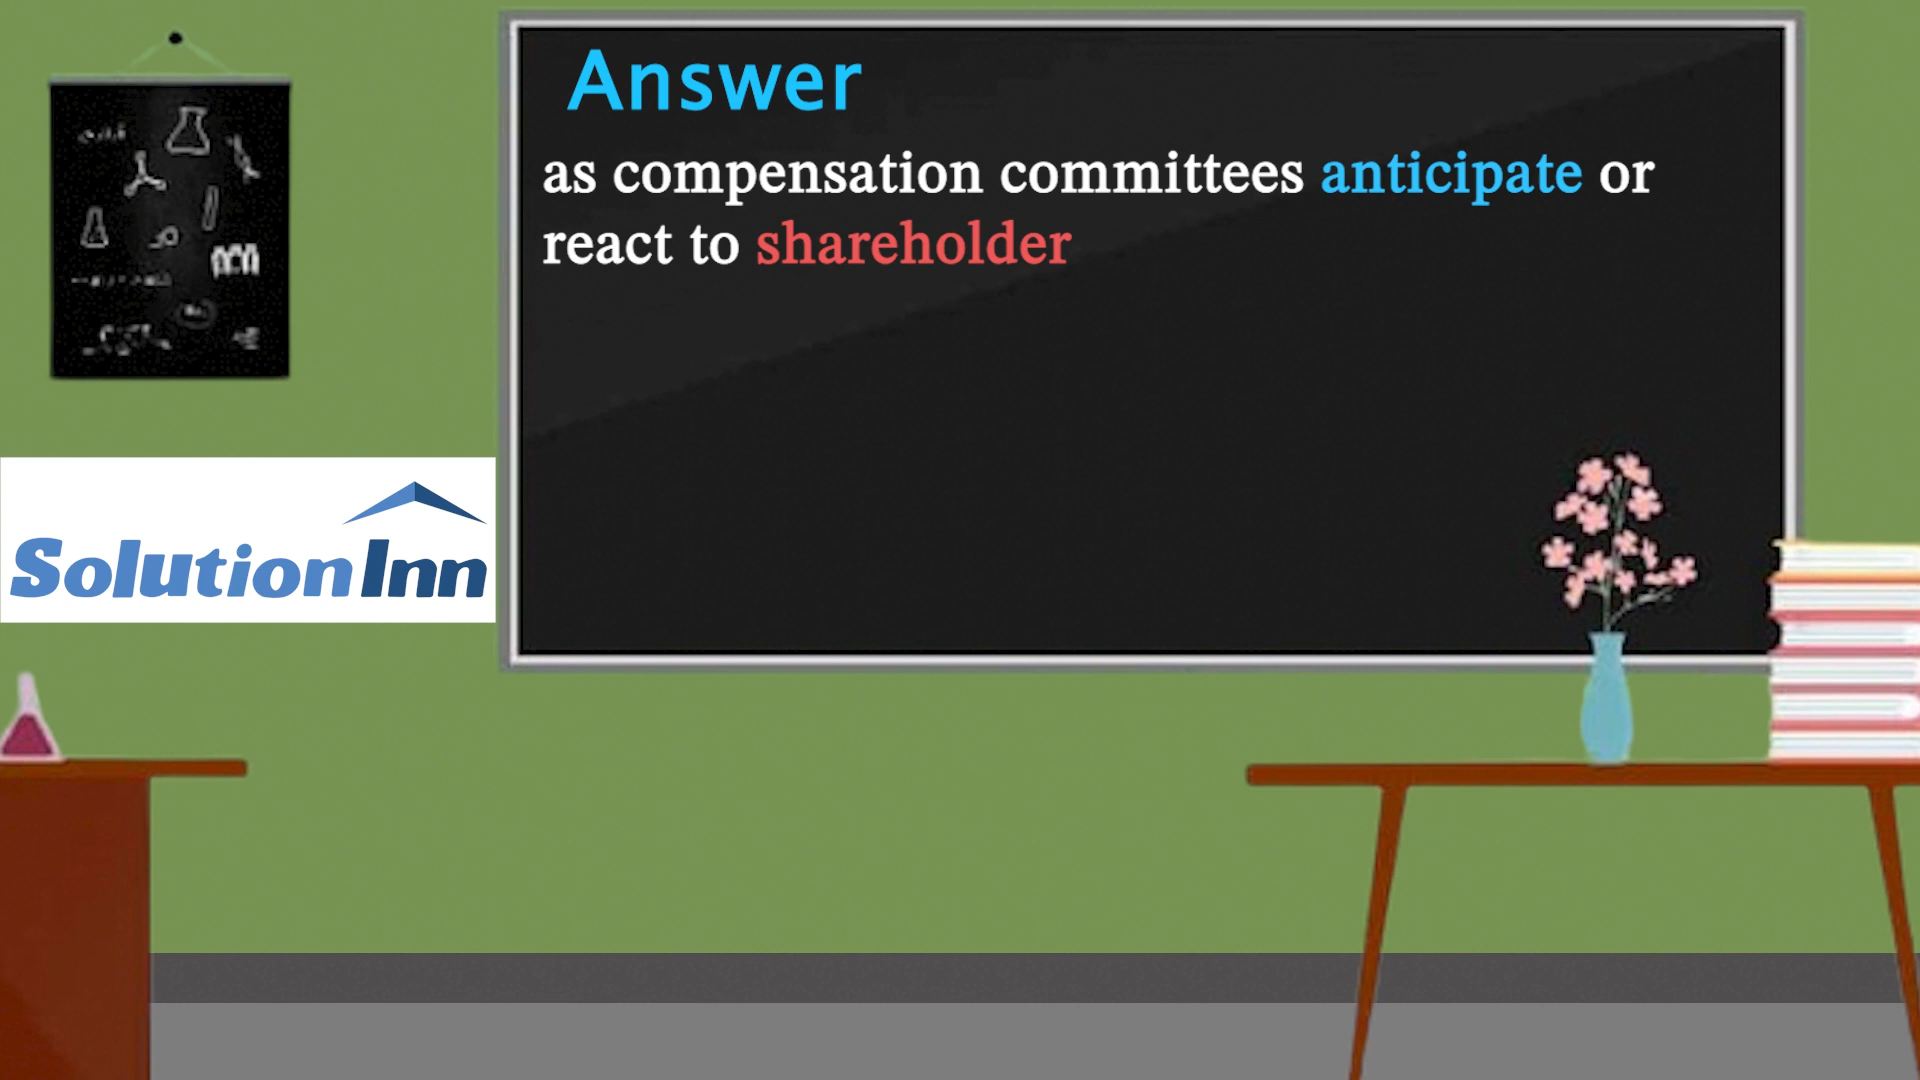 Answer
as compensation committees anticipate or
react to shareholder
SolutionInn